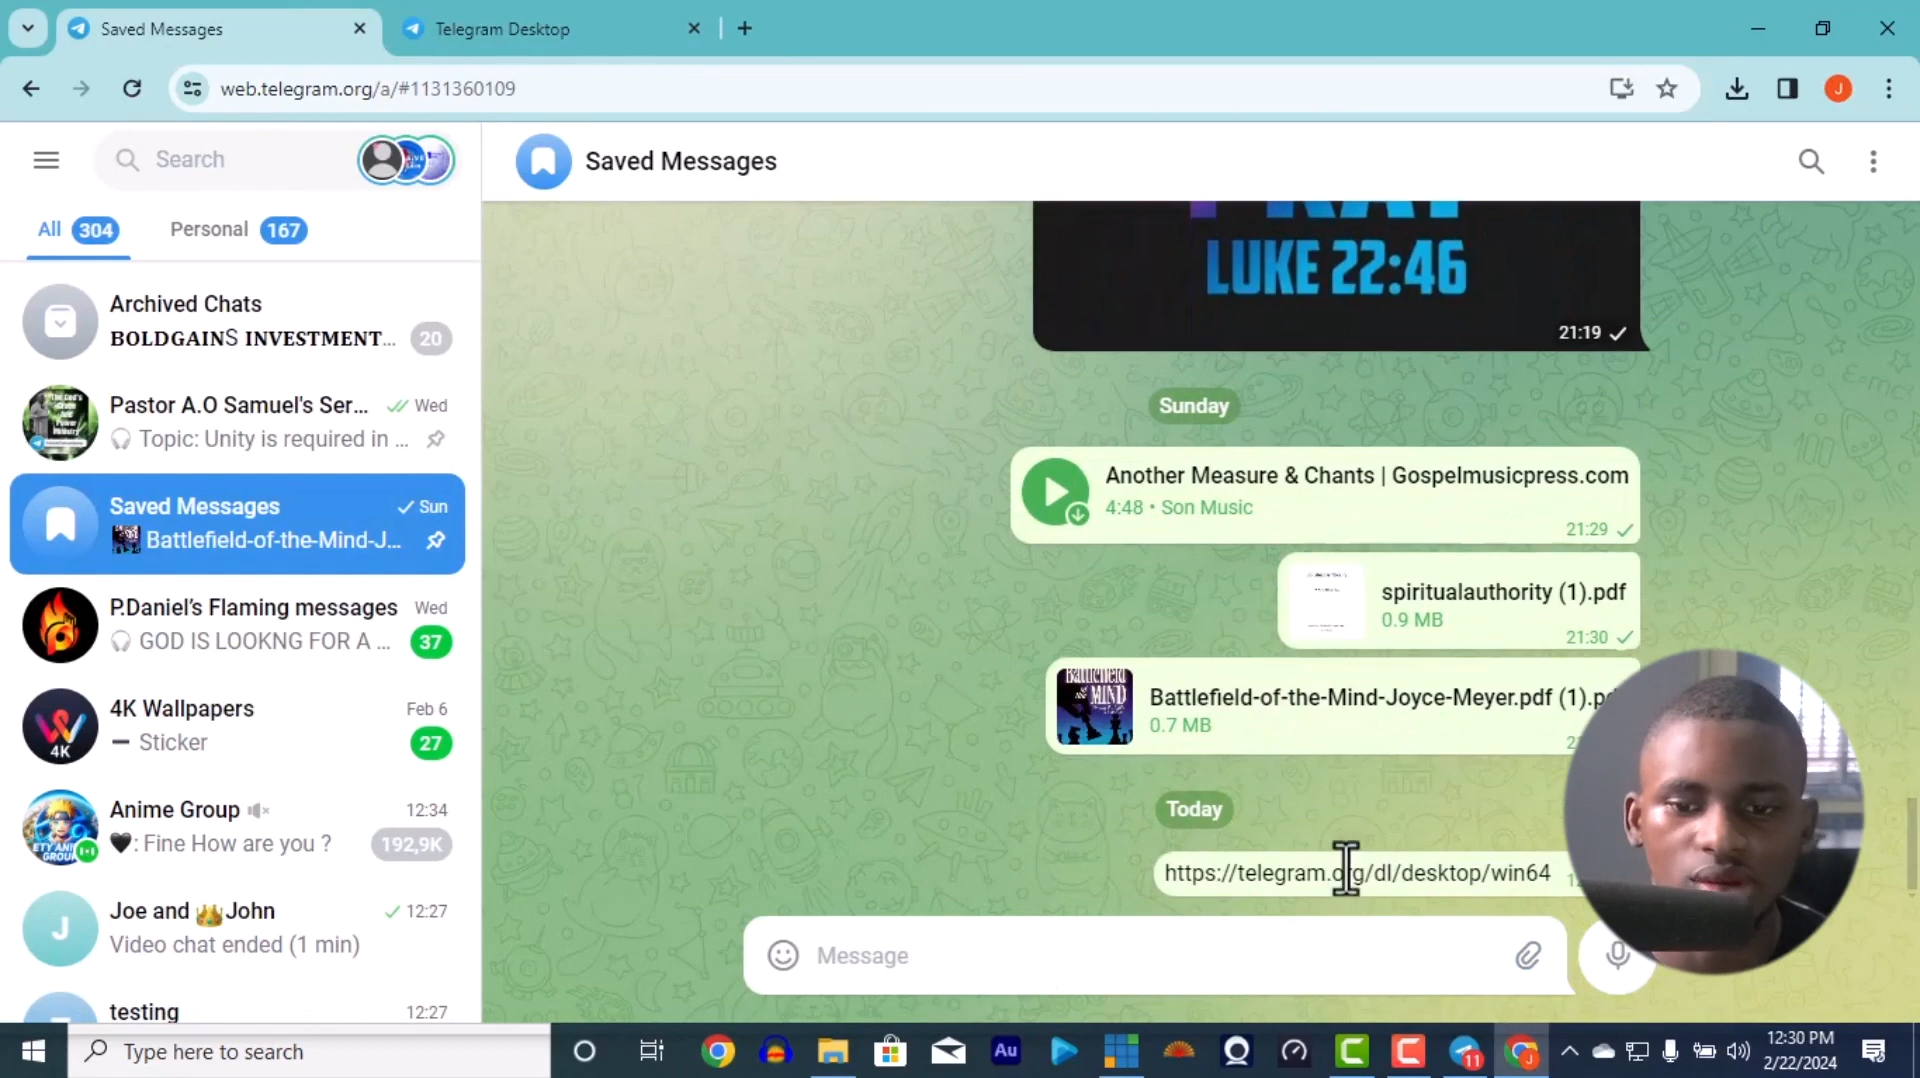 Saved Messages
Telegram Desktop
web.telegram.org/a/#1131360109
J
Search
All 304
Personal 167
Archived Chats
𝐁𝐎𝐋𝐃𝐆𝐀𝐈𝐍S 𝐈𝐍𝐕𝐄𝐒𝐓𝐌𝐄𝐍𝐓...
20
Pastor A.O Samuel's Ser...
Wed
Topic: Unity is required in ...
Saved Messages
Sun
Battlefield-of-the-Mind-J...
P.Daniel's Flaming messages
Wed
GOD IS LOOKNG FOR A ...
37
4K
4K Wallpapers
Feb 6
Sticker
27
Anime Group
12:34
🖤: Fine How are you ?
192,9K
J
Joe and 👑John
12:27
Video chat ended (1 min)
testing
12:27
Saved Messages
LUKE 22:46
21:19
Sunday
Another Measure & Chants | Gospelmusicpress.com
4:48 • Son Music
21:29
spiritualauthority (1).pdf
0.9 MB
21:30
Battlefield MIND
Battlefield-of-the-Mind-Joyce-Meyer.pdf (1).p
0.7 MB
Today
https://telegram.org/dl/desktop/win64
Message
Type here to search
Au
11
J
12:30 PM
2/22/2024